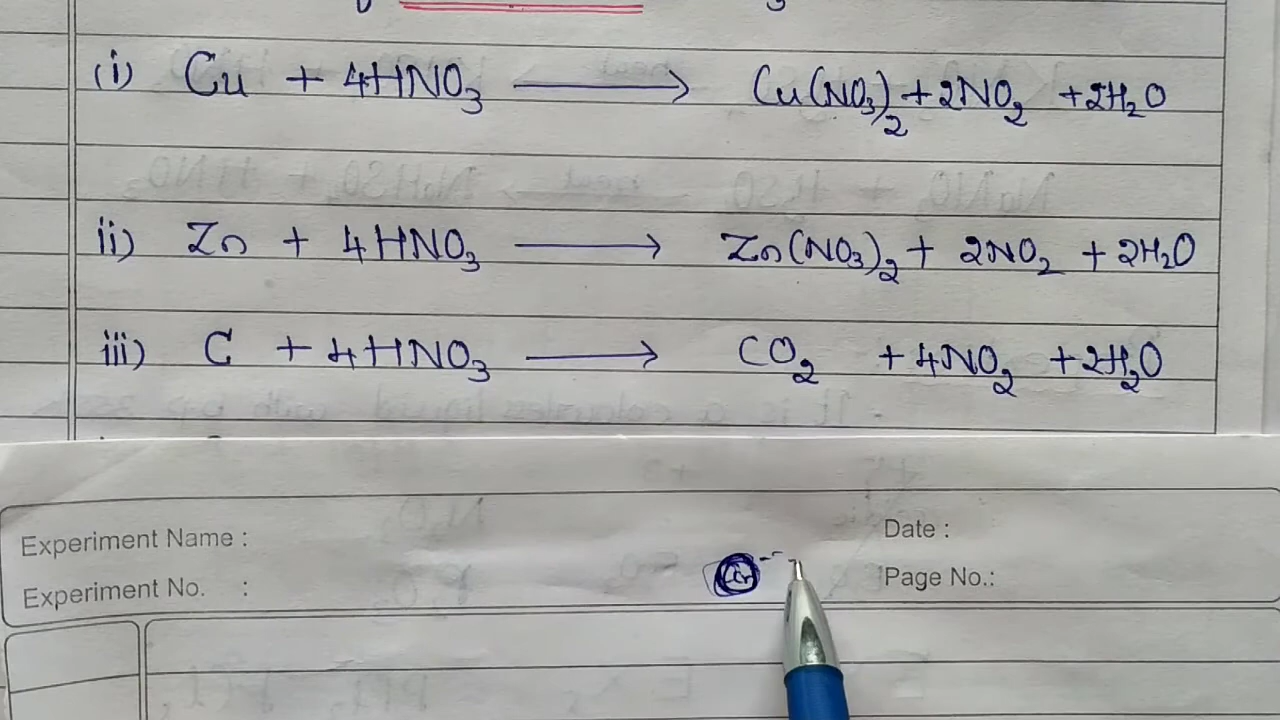 (i) Cu + 4HNO₃ ⟶ Cu(NO₃)₂ + 2NO₂ + 2H₂O
ii) Zn + 4HNO₃ ⟶ Zn(NO₃)₂ + 2NO₂ + 2H₂O
iii) C + 4HNO₃ ⟶ CO₂ + 4NO₂ + 2H₂O
Experiment Name :
Date :
Experiment No. :
Cr
Page No.: